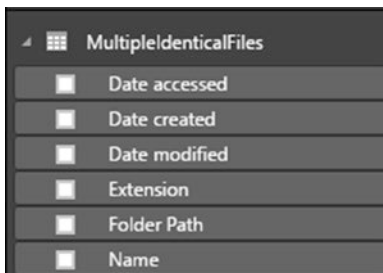 MultipleIdenticalFiles
Date accessed
Date created
Date modified
Extension
Folder Path
Name